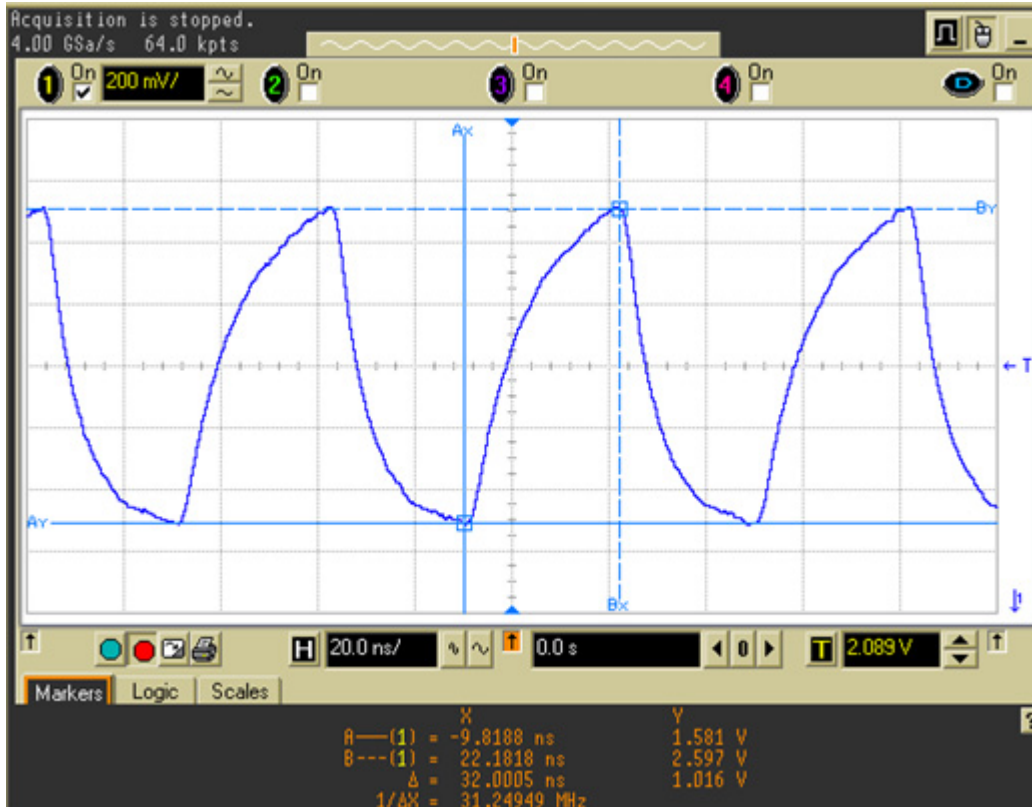 Acquisition is stopped.
4.00 GSa/s 64.0 kpts
1 On 200 mV/ 2 On 3 On 4 On D On
Ax
By
T
Ay
Bx
1
H 20.0 ns/ 0.0 s 0 T 2.089 V
Markers Logic Scales
?
X Y
A——(1) = -9.8188 ns 1.581 V
B---(1) = 22.1818 ns 2.597 V
Δ = 32.0005 ns 1.016 V
1/ΔX = 31.24949 MHz